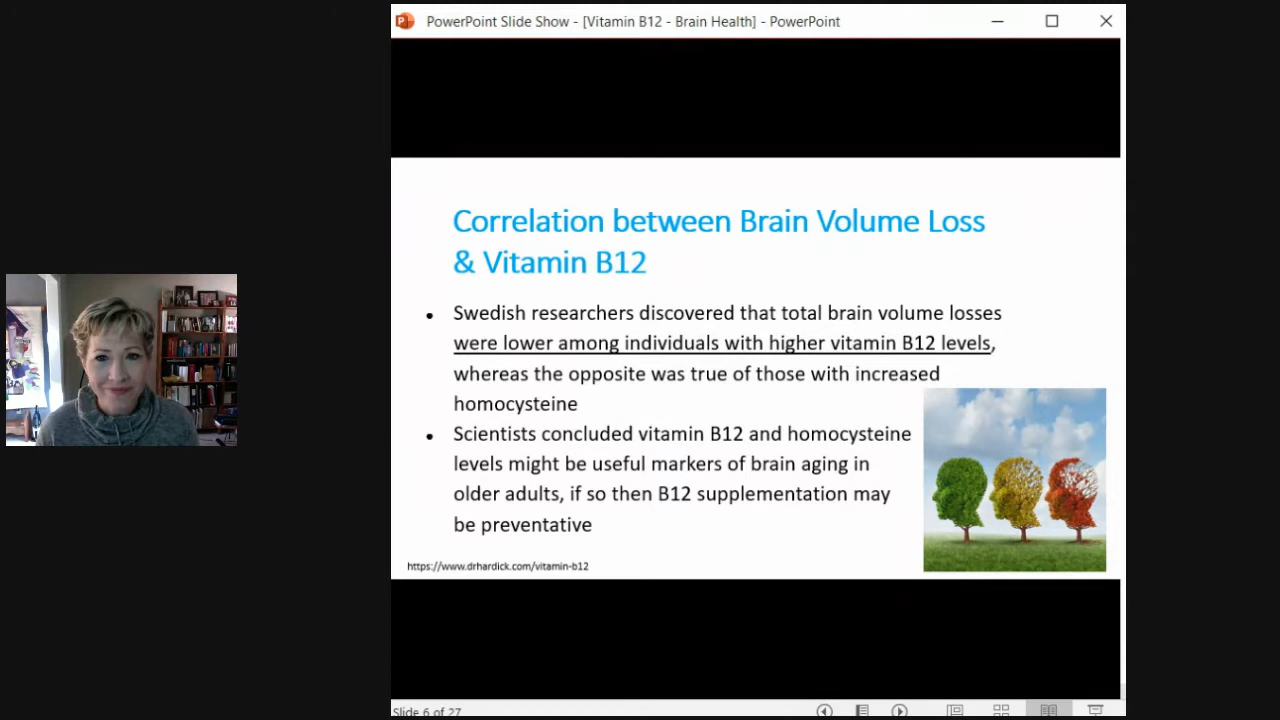 PowerPoint Slide Show - [Vitamin B12 - Brain Health] - PowerPoint
Correlation between Brain Volume Loss
& Vitamin B12
• Swedish researchers discovered that total brain volume losses
were lower among individuals with higher vitamin B12 levels,
whereas the opposite was true of those with increased
homocysteine
• Scientists concluded vitamin B12 and homocysteine
levels might be useful markers of brain aging in
older adults, if so then B12 supplementation may
be preventative
https://www.drhardick.com/vitamin-b12
Slide 6 of 27